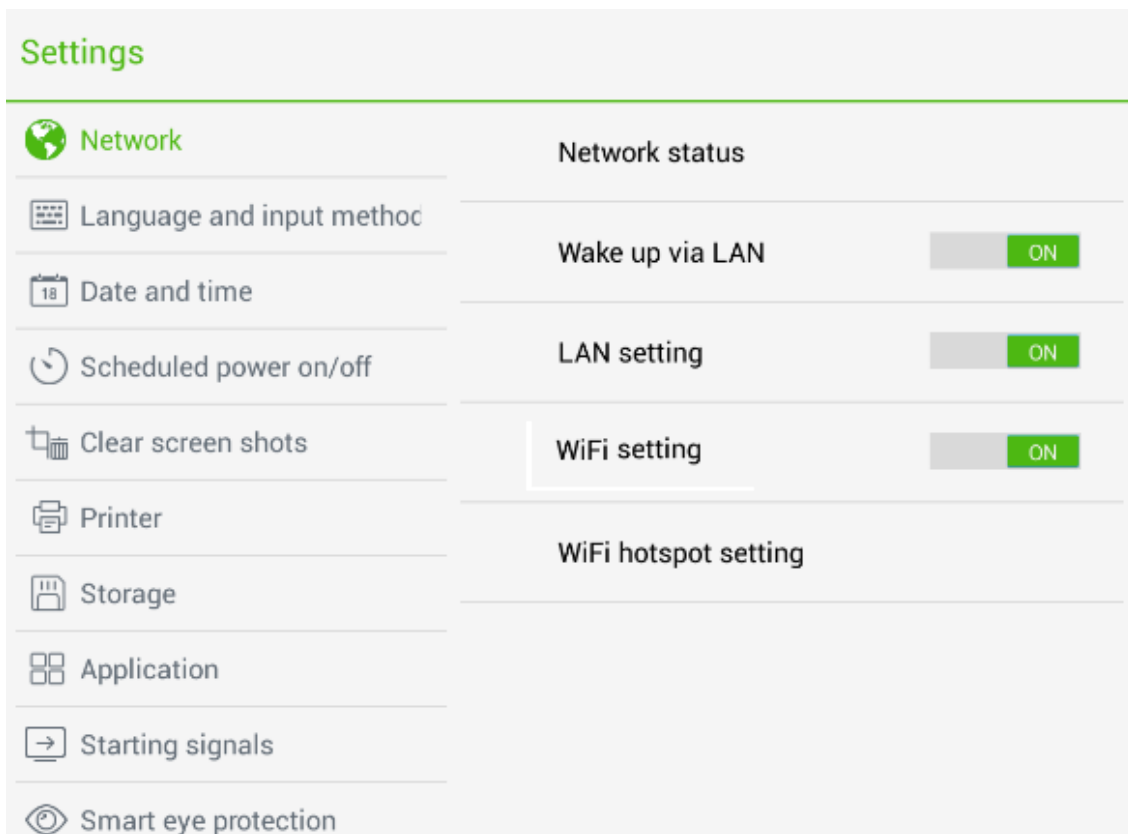 Settings
Network
Language and input method
18
Date and time
Scheduled power on/off
Clear screen shots
Printer
Storage
Application
Starting signals
Smart eye protection
Network status
Wake up via LAN
ON
LAN setting
ON
WiFi setting
ON
WiFi hotspot setting